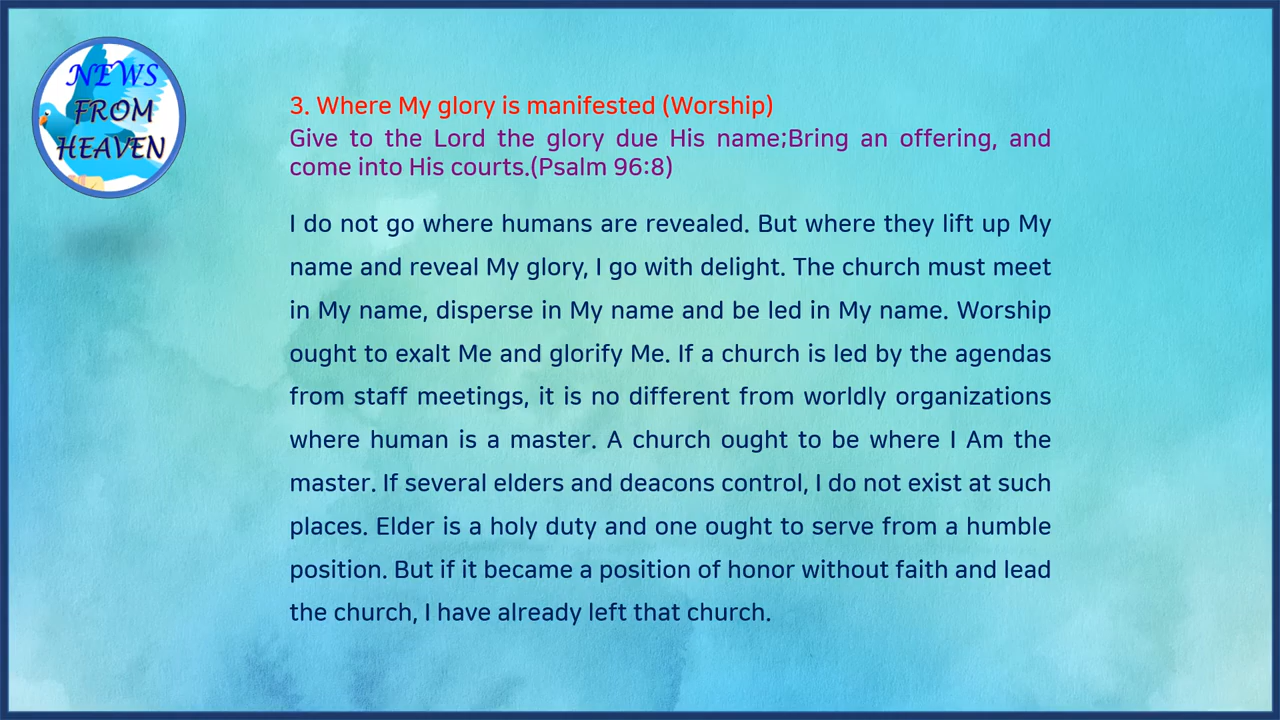 NEWS
FROM
HEAVEN
3. Where My glory is manifested (Worship)
Give to the Lord the glory due His name;Bring an offering, and
come into His courts.(Psalm 96:8)
I do not go where humans are revealed. But where they lift up My
name and reveal My glory, I go with delight. The church must meet
in My name, disperse in My name and be led in My name. Worship
ought to exalt Me and glorify Me. If a church is led by the agendas
from staff meetings, it is no different from worldly organizations
where human is a master. A church ought to be where I Am the
master. If several elders and deacons control, I do not exist at such
places. Elder is a holy duty and one ought to serve from a humble
position. But if it became a position of honor without faith and lead
the church, I have already left that church.